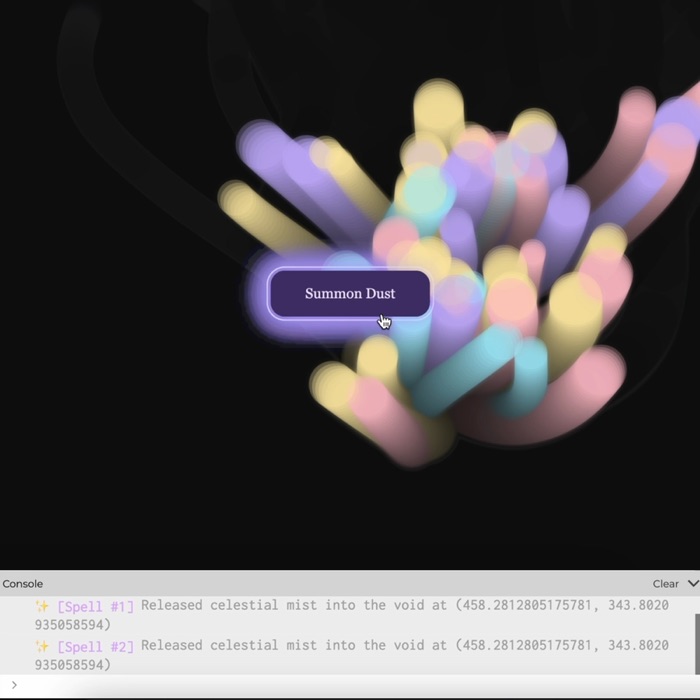 Summon Dust
Console
Clear
✨ [Spell #1] Released celestial mist into the void at (458.2812805175781, 343.8020
935058594)
✨ [Spell #2] Released celestial mist into the void at (458.2812805175781, 343.8020
935058594)
>